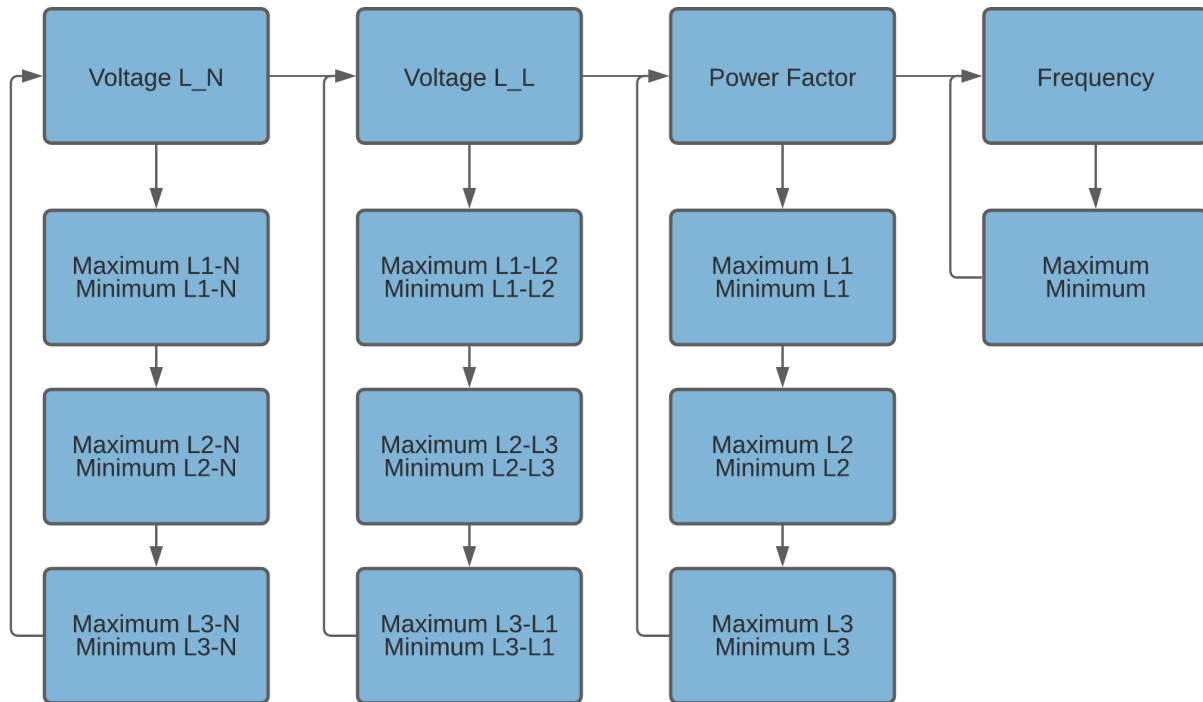 Voltage L_N
Voltage L_L
Power Factor
Frequency
Maximum L1-N
Minimum L1-N
Maximum L1-L2
Minimum L1-L2
Maximum L1
Minimum L1
Maximum
Minimum
Maximum L2-N
Minimum L2-N
Maximum L2-L3
Minimum L2-L3
Maximum L2
Minimum L2
Maximum L3-N
Minimum L3-N
Maximum L3-L1
Minimum L3-L1
Maximum L3
Minimum L3